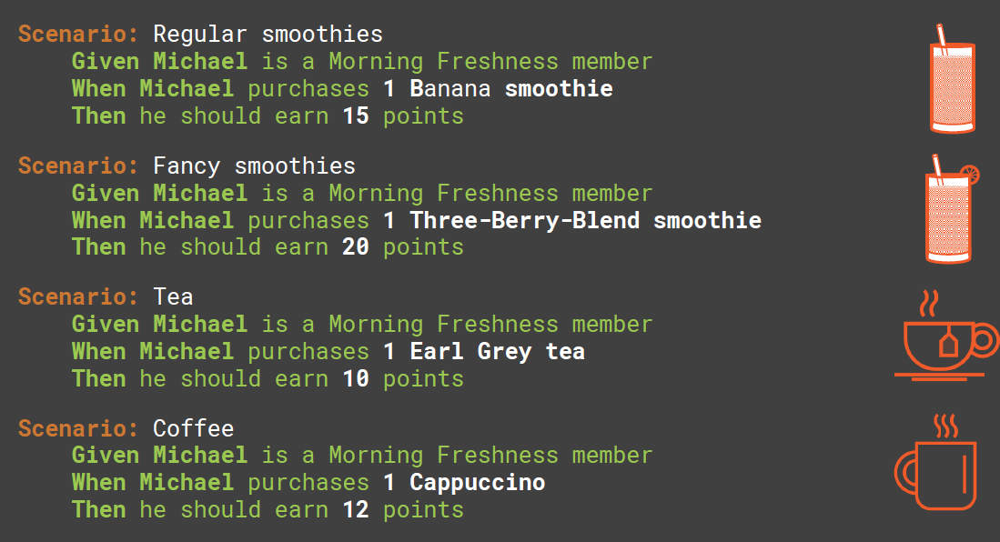 Scenario: Regular smoothies
Given Michael is a Morning Freshness member
When Michael purchases 1 Banana smoothie
Then he should earn 15 points
Scenario: Fancy smoothies
Given Michael is a Morning Freshness member
When Michael purchases 1 Three-Berry-Blend smoothie
Then he should earn 20 points
Scenario: Tea
Given Michael is a Morning Freshness member
When Michael purchases 1 Earl Grey tea
Then he should earn 10 points
Scenario: Coffee
Given Michael is a Morning Freshness member
When Michael purchases 1 Cappuccino
Then he should earn 12 points